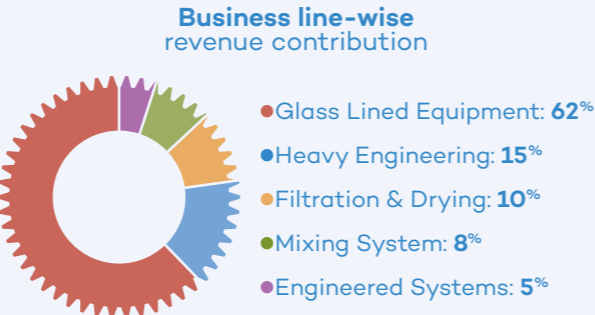 Business line-wise
revenue contribution
Glass Lined Equipment: 62%
Heavy Engineering: 15%
Filtration & Drying: 10%
Mixing System: 8%
Engineered Systems: 5%